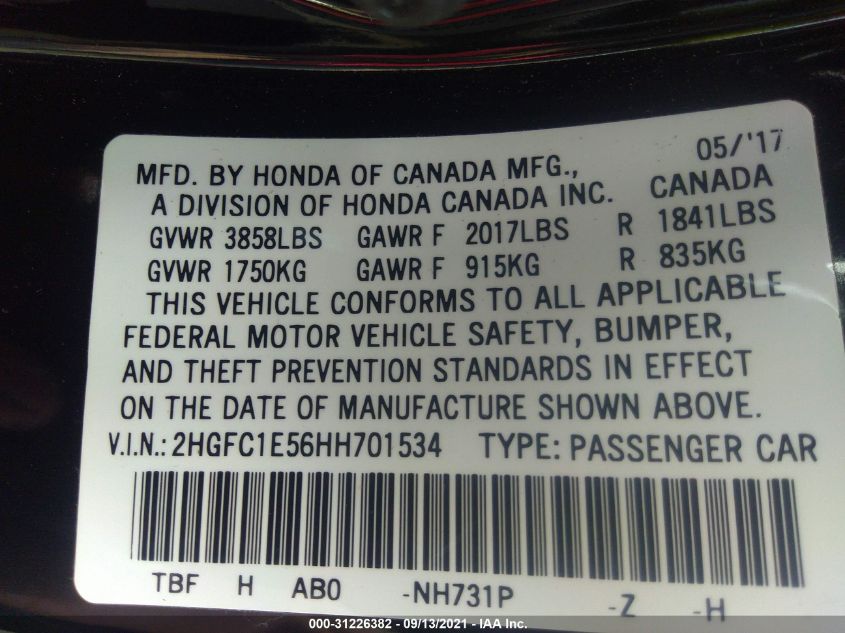 05/'17
MFD. BY HONDA OF CANADA MFG.,
A DIVISION OF HONDA CANADA INC. CANADA
GVWR 3858LBS GAWR F 2017LBS R 1841LBS
GVWR 1750KG GAWR F 915KG R 835KG
THIS VEHICLE CONFORMS TO ALL APPLICABLE
FEDERAL MOTOR VEHICLE SAFETY, BUMPER,
AND THEFT PREVENTION STANDARDS IN EFFECT
ON THE DATE OF MANUFACTURE SHOWN ABOVE.
V.I.N.: 2HGFC1E56HH701534 TYPE: PASSENGER CAR
TBF H AB0 -NH731P -Z -H
000-31226382 - 09/13/2021 - IAA Inc.